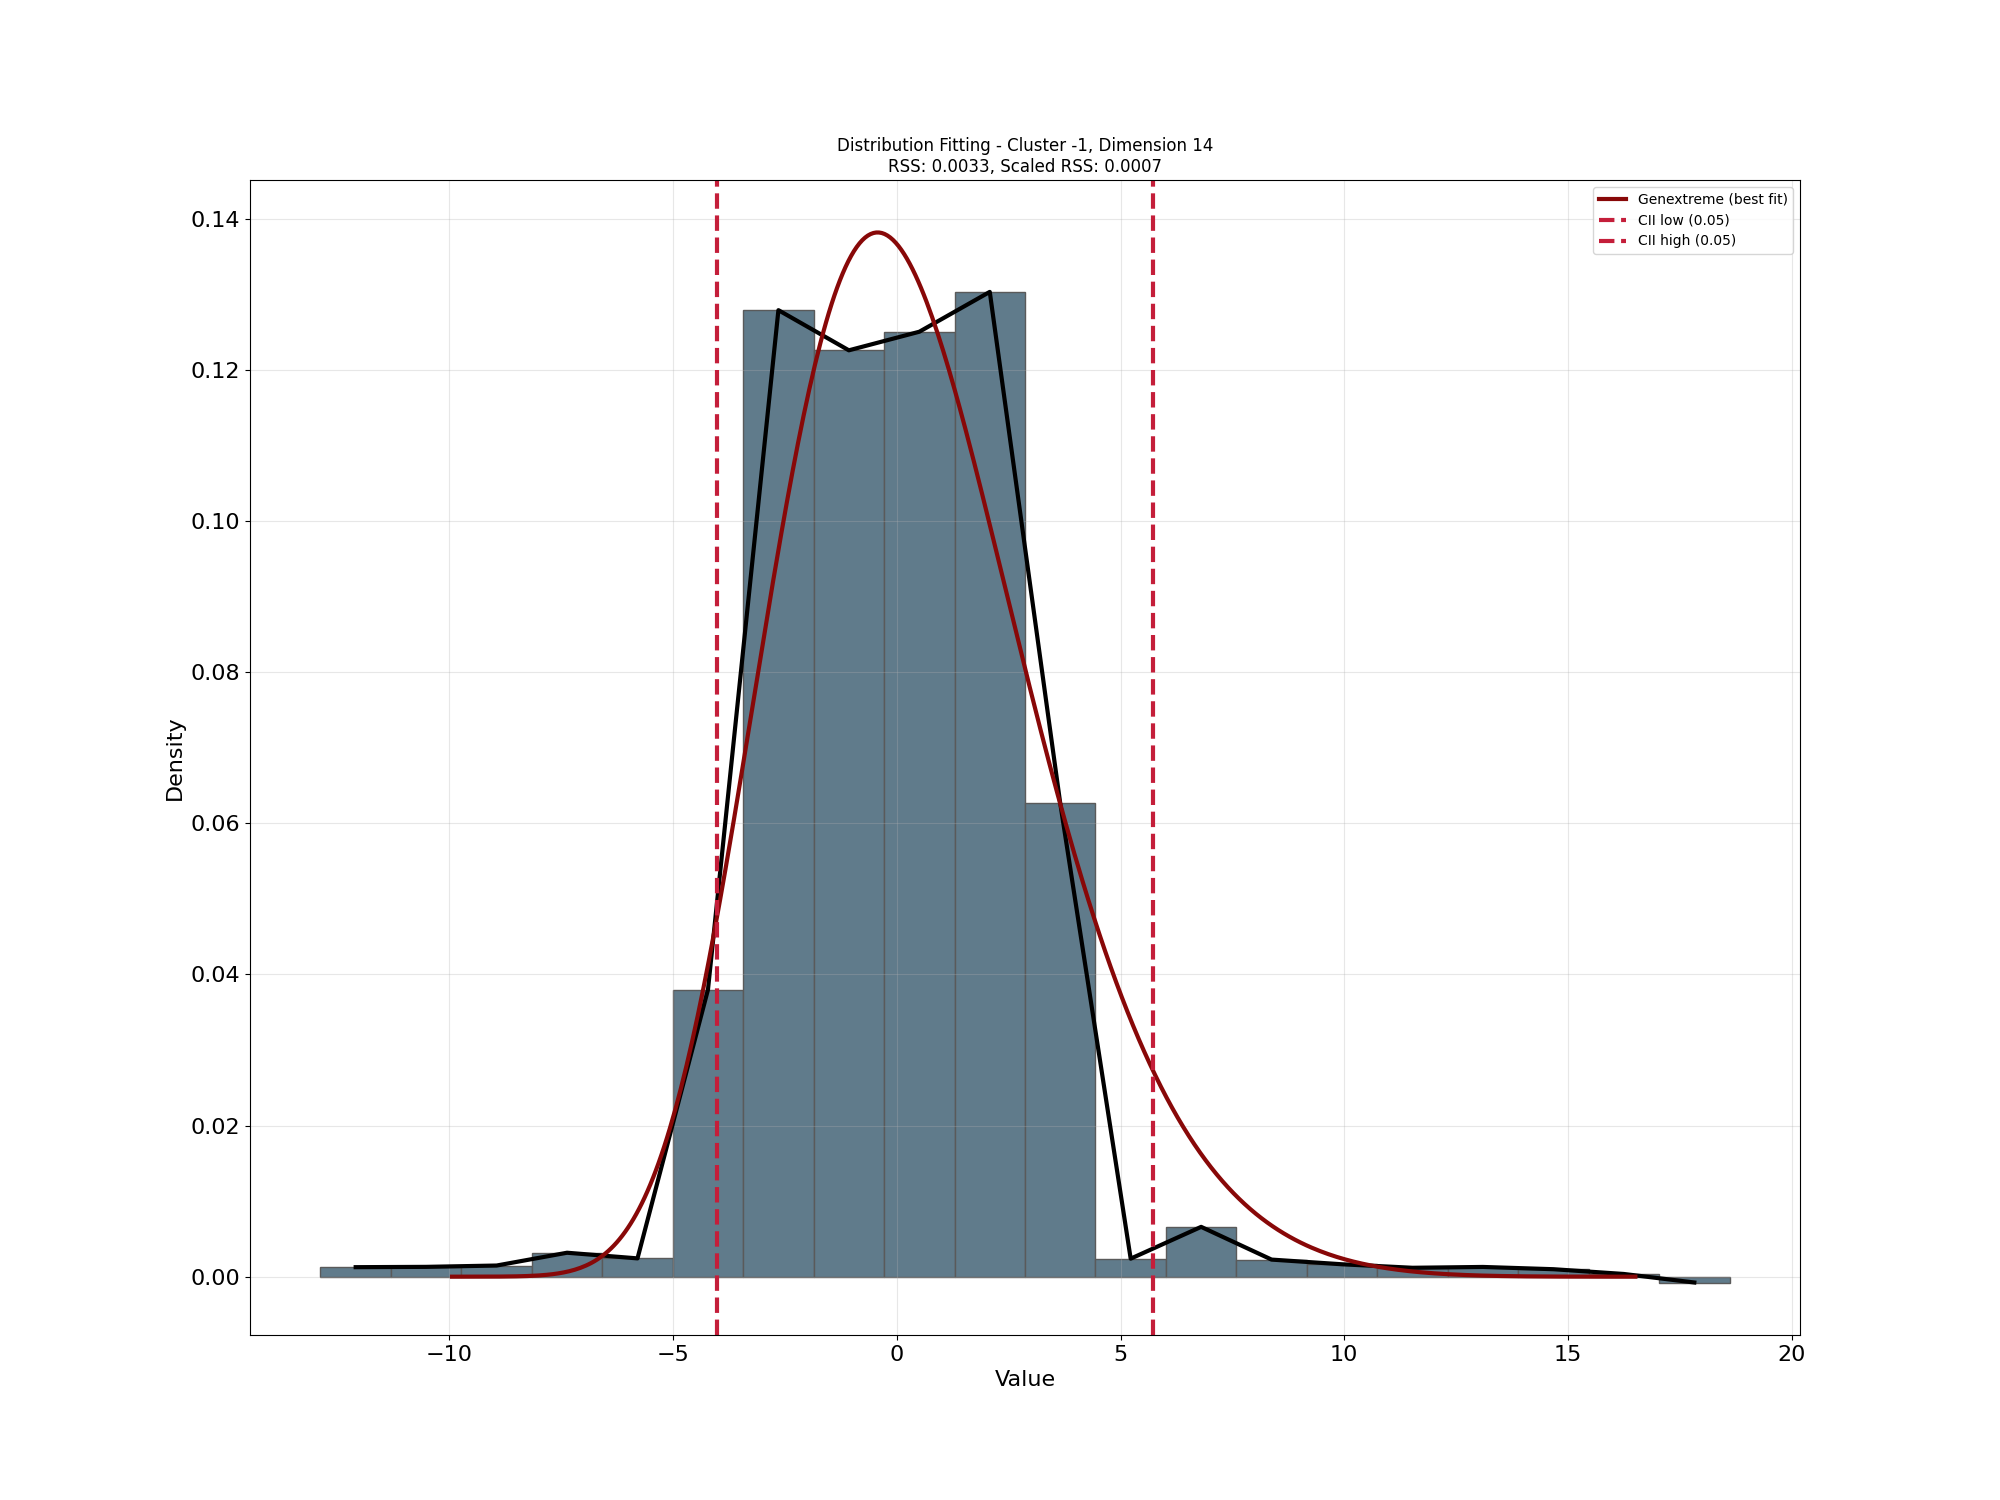 Distribution Fitting - Cluster -1, Dimension 14
RSS: 0.0033, Scaled RSS: 0.0007
Genextreme (best fit)
CII low (0.05)
CII high (0.05)
0.14
0.12
0.10
0.08
0.06
0.04
0.02
0.00
Density
−10
−5
0
5
10
15
20
Value